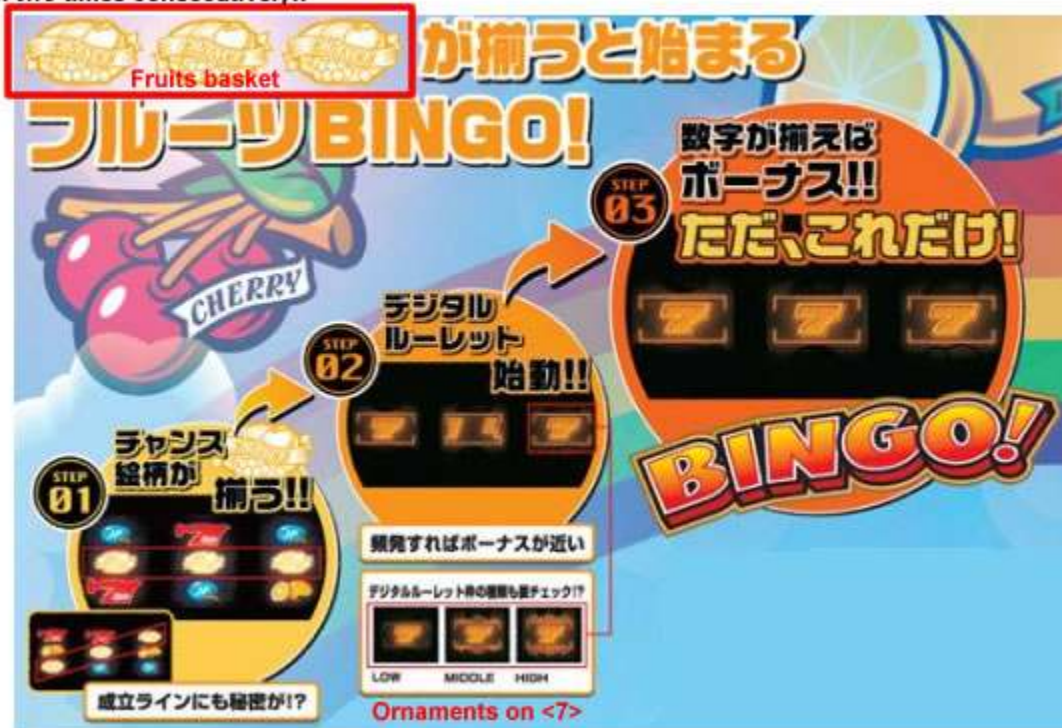 Fruits basket
が揃うと始まる
フルーツBINGO!
CHERRY
STEP
01
チャンス
絵柄が
揃う!!
成立ラインにも秘密が!?
STEP
02
デジタル
ルーレット
始動!!
頻発すればボーナスが近い
デジタルルーレット枠の種類も要チェック!?
LOW MIDDLE HIGH
Ornaments on <7>
STEP
03
数字が揃えば
ボーナス!!
ただ、これだけ!
7 7 7
BINGO!